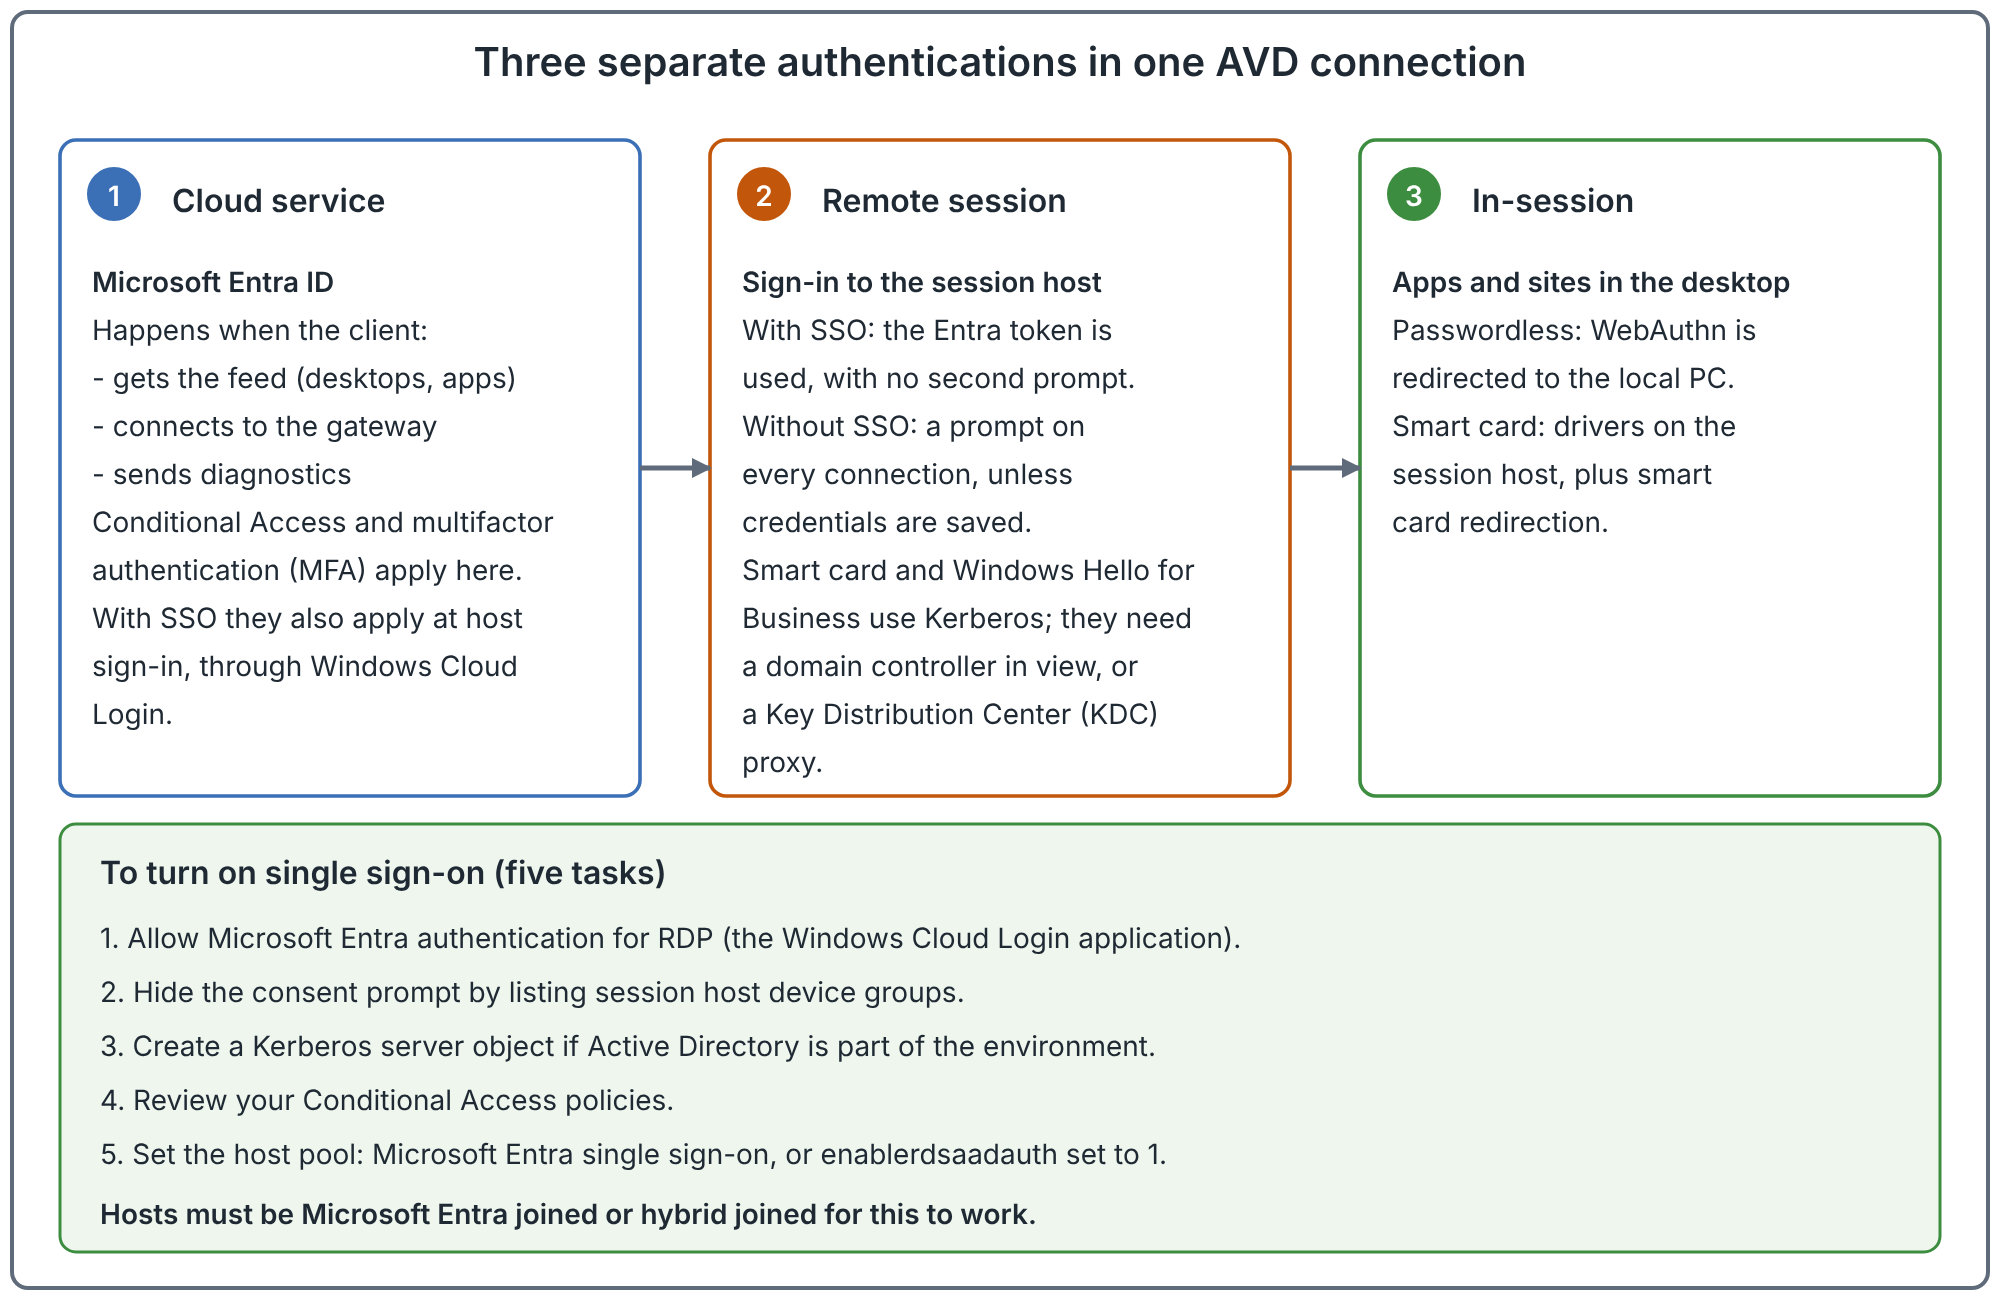 Three separate authentications in one AVD connection
1
Cloud service
Microsoft Entra ID
Happens when the client:
- gets the feed (desktops, apps)
- connects to the gateway
- sends diagnostics
Conditional Access and multifactor
authentication (MFA) apply here.
With SSO they also apply at host
sign-in, through Windows Cloud
Login.
2
Remote session
Sign-in to the session host
With SSO: the Entra token is
used, with no second prompt.
Without SSO: a prompt on
every connection, unless
credentials are saved.
Smart card and Windows Hello for
Business use Kerberos; they need
a domain controller in view, or
a Key Distribution Center (KDC)
proxy.
3
In-session
Apps and sites in the desktop
Passwordless: WebAuthn is
redirected to the local PC.
Smart card: drivers on the
session host, plus smart
card redirection.
To turn on single sign-on (five tasks)
1. Allow Microsoft Entra authentication for RDP (the Windows Cloud Login application).
2. Hide the consent prompt by listing session host device groups.
3. Create a Kerberos server object if Active Directory is part of the environment.
4. Review your Conditional Access policies.
5. Set the host pool: Microsoft Entra single sign-on, or enablerdsaadauth set to 1.
Hosts must be Microsoft Entra joined or hybrid joined for this to work.